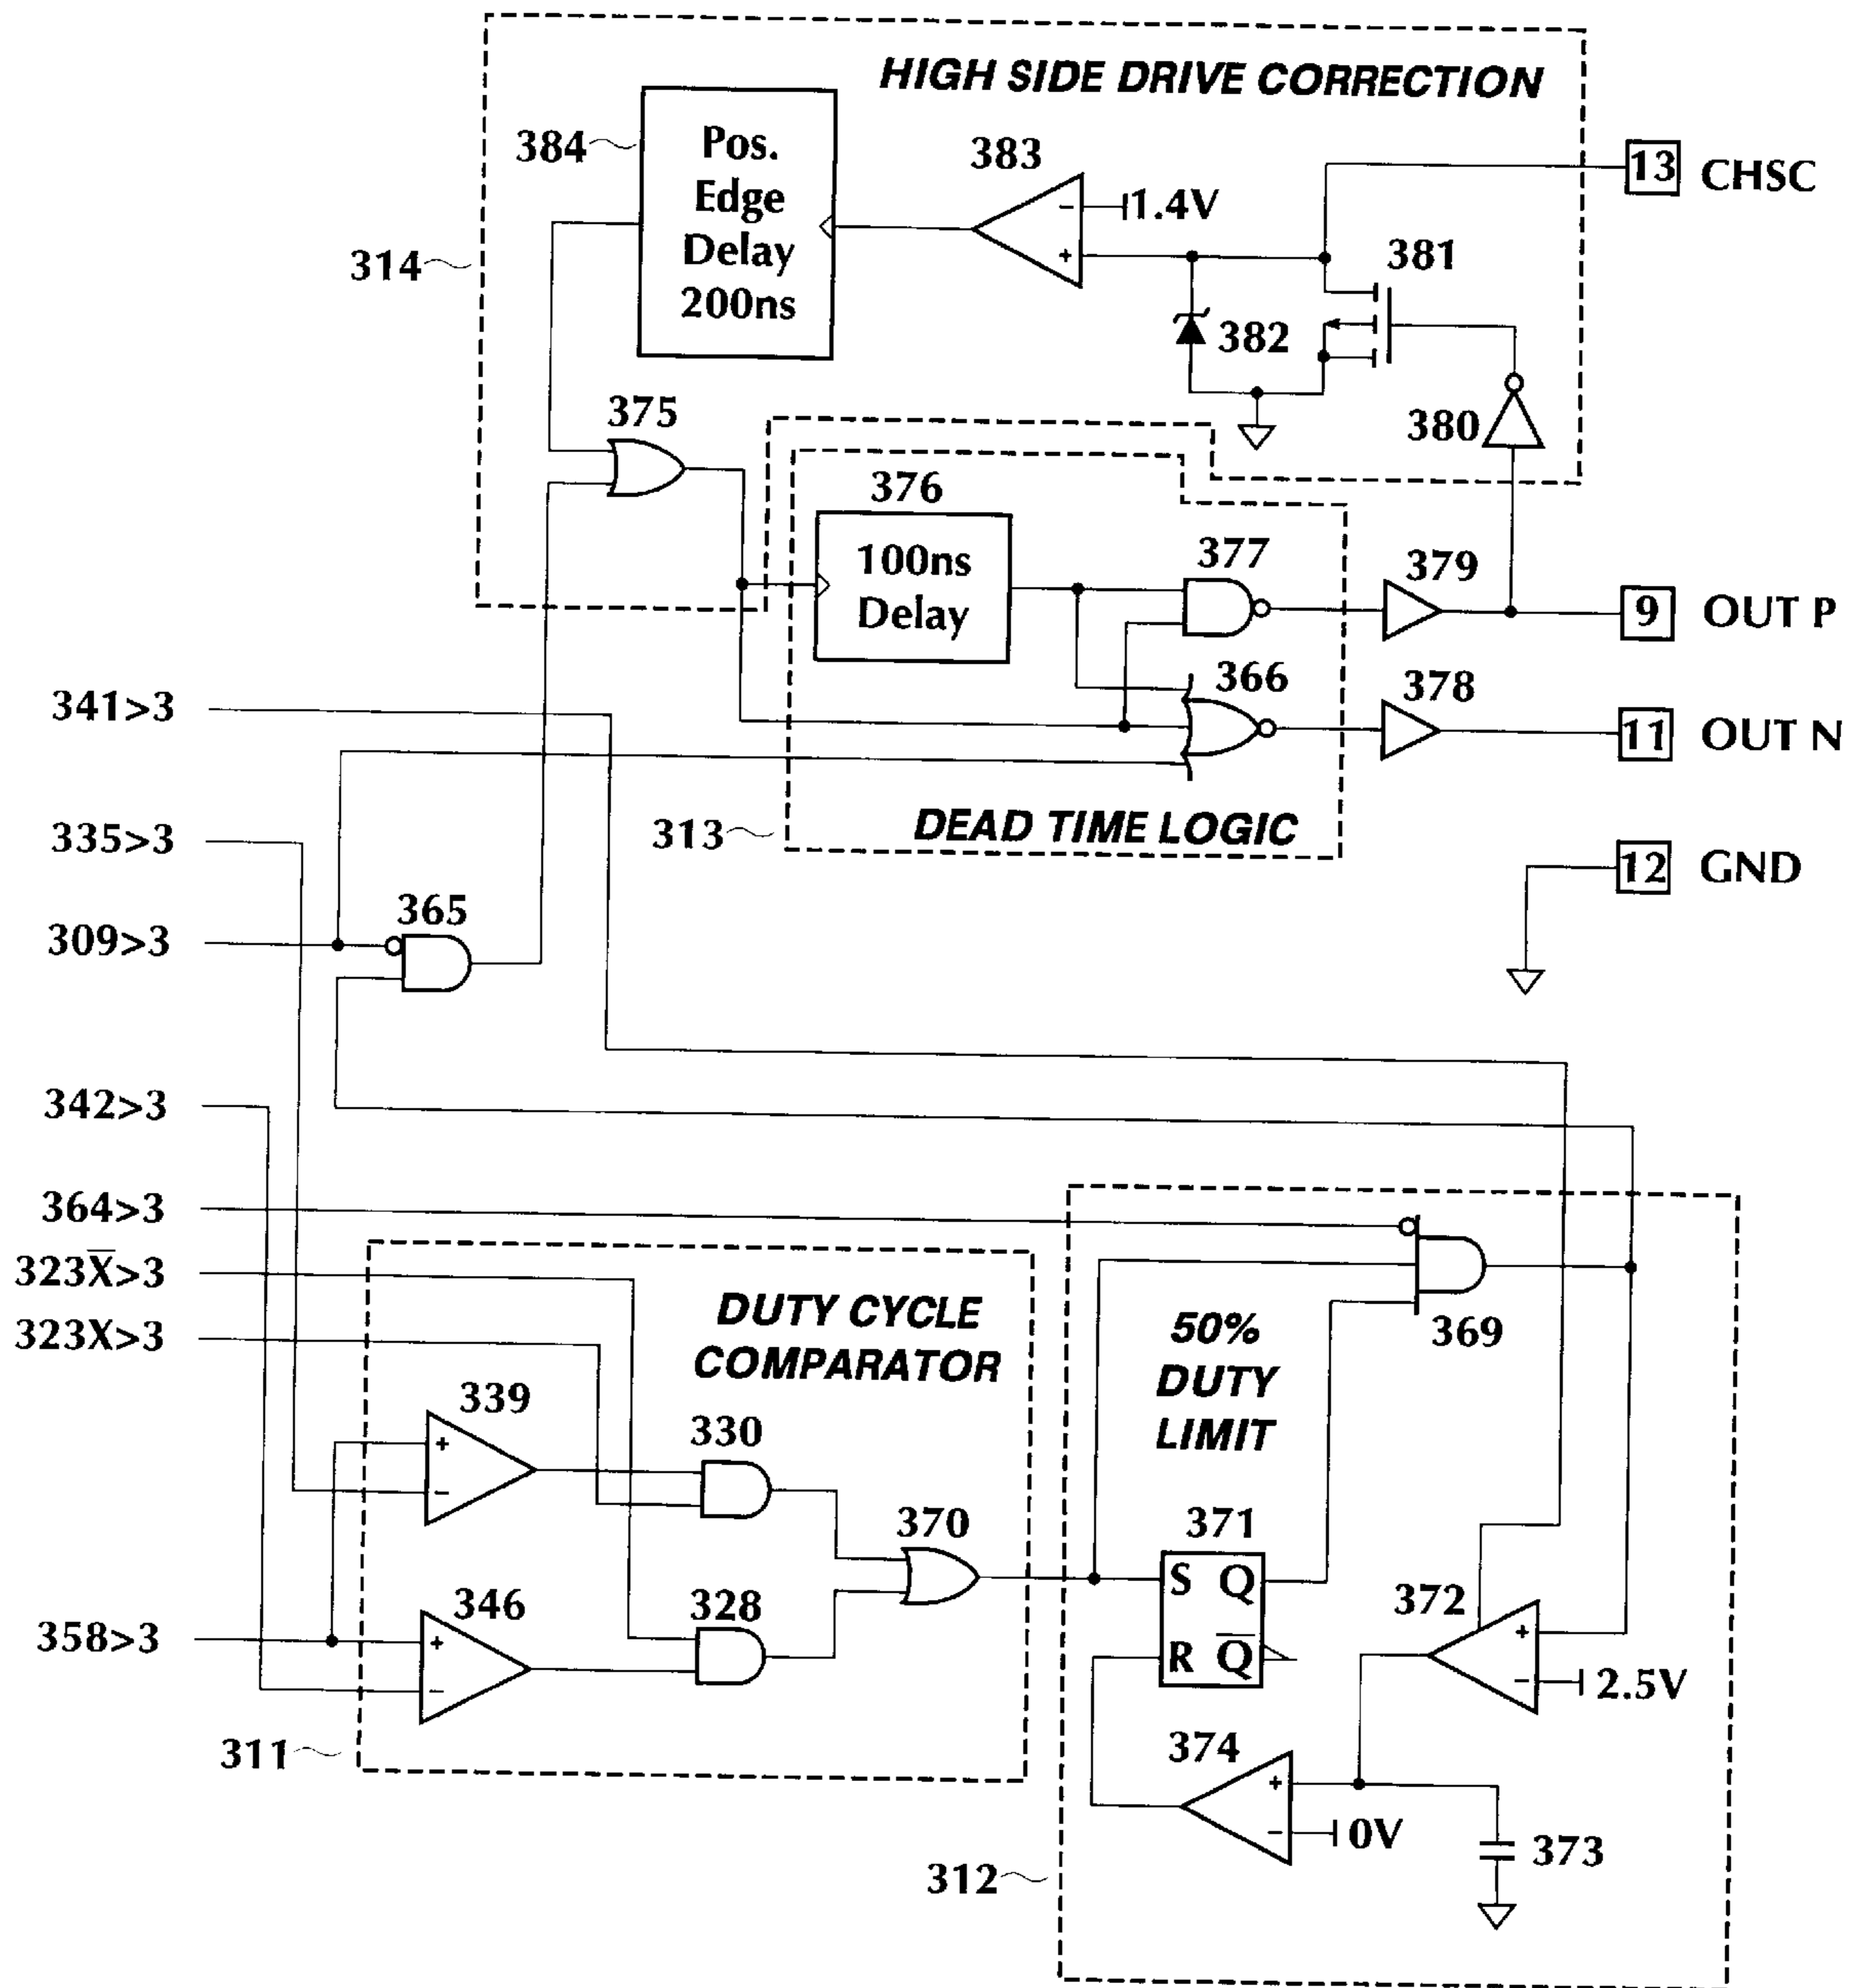 HIGH SIDE DRIVE CORRECTION
384
Pos.
Edge
Delay
200ns
383
-
1.4V
+
13 CHSC
381
314
382
380
375
376
100ns
Delay
377
379
9 OUT P
366
378
11 OUT N
341>3
313
DEAD TIME LOGIC
335>3
12 GND
365
309>3
342>3
364>3
323X̅>3
323X>3
DUTY CYCLE
COMPARATOR
50%
DUTY
LIMIT
369
339
+
-
330
370
371
S Q
R Q̅
372
+
-
2.5V
346
+
-
328
358>3
311
374
+
-
0V
373
312